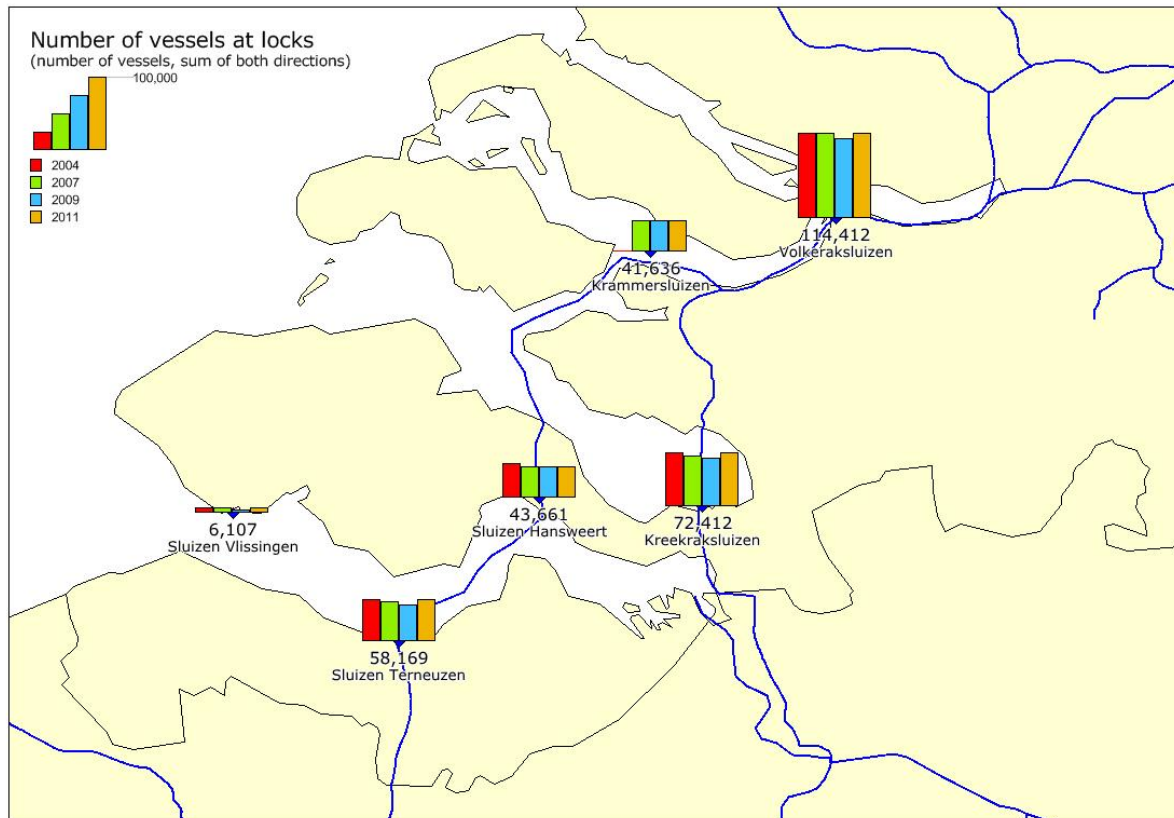 Number of vessels at locks
(number of vessels, sum of both directions)
100,000
2004
2007
2009
2011
114,412
Volkeraksluizen
41,636
Krammersluizen
43,661
Sluizen Hansweert
72,412
Kreekraksluizen
6,107
Sluizen Vlissingen
58,169
Sluizen Terneuzen